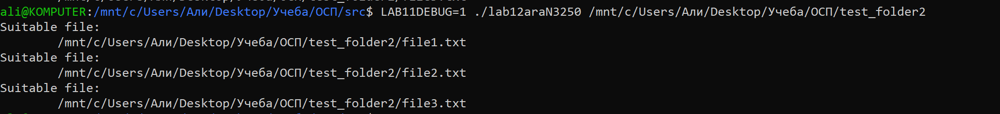 ali@KOMPUTER:/mnt/c/Users/Али/Desktop/Учеба/ОСП/src$ LAB11DEBUG=1 ./lab12araN3250 /mnt/c/Users/Али/Desktop/Учеба/ОСП/test_folder2
Suitable file:
/mnt/c/Users/Али/Desktop/Учеба/ОСП/test_folder2/file1.txt
Suitable file:
/mnt/c/Users/Али/Desktop/Учеба/ОСП/test_folder2/file2.txt
Suitable file:
/mnt/c/Users/Али/Desktop/Учеба/ОСП/test_folder2/file3.txt